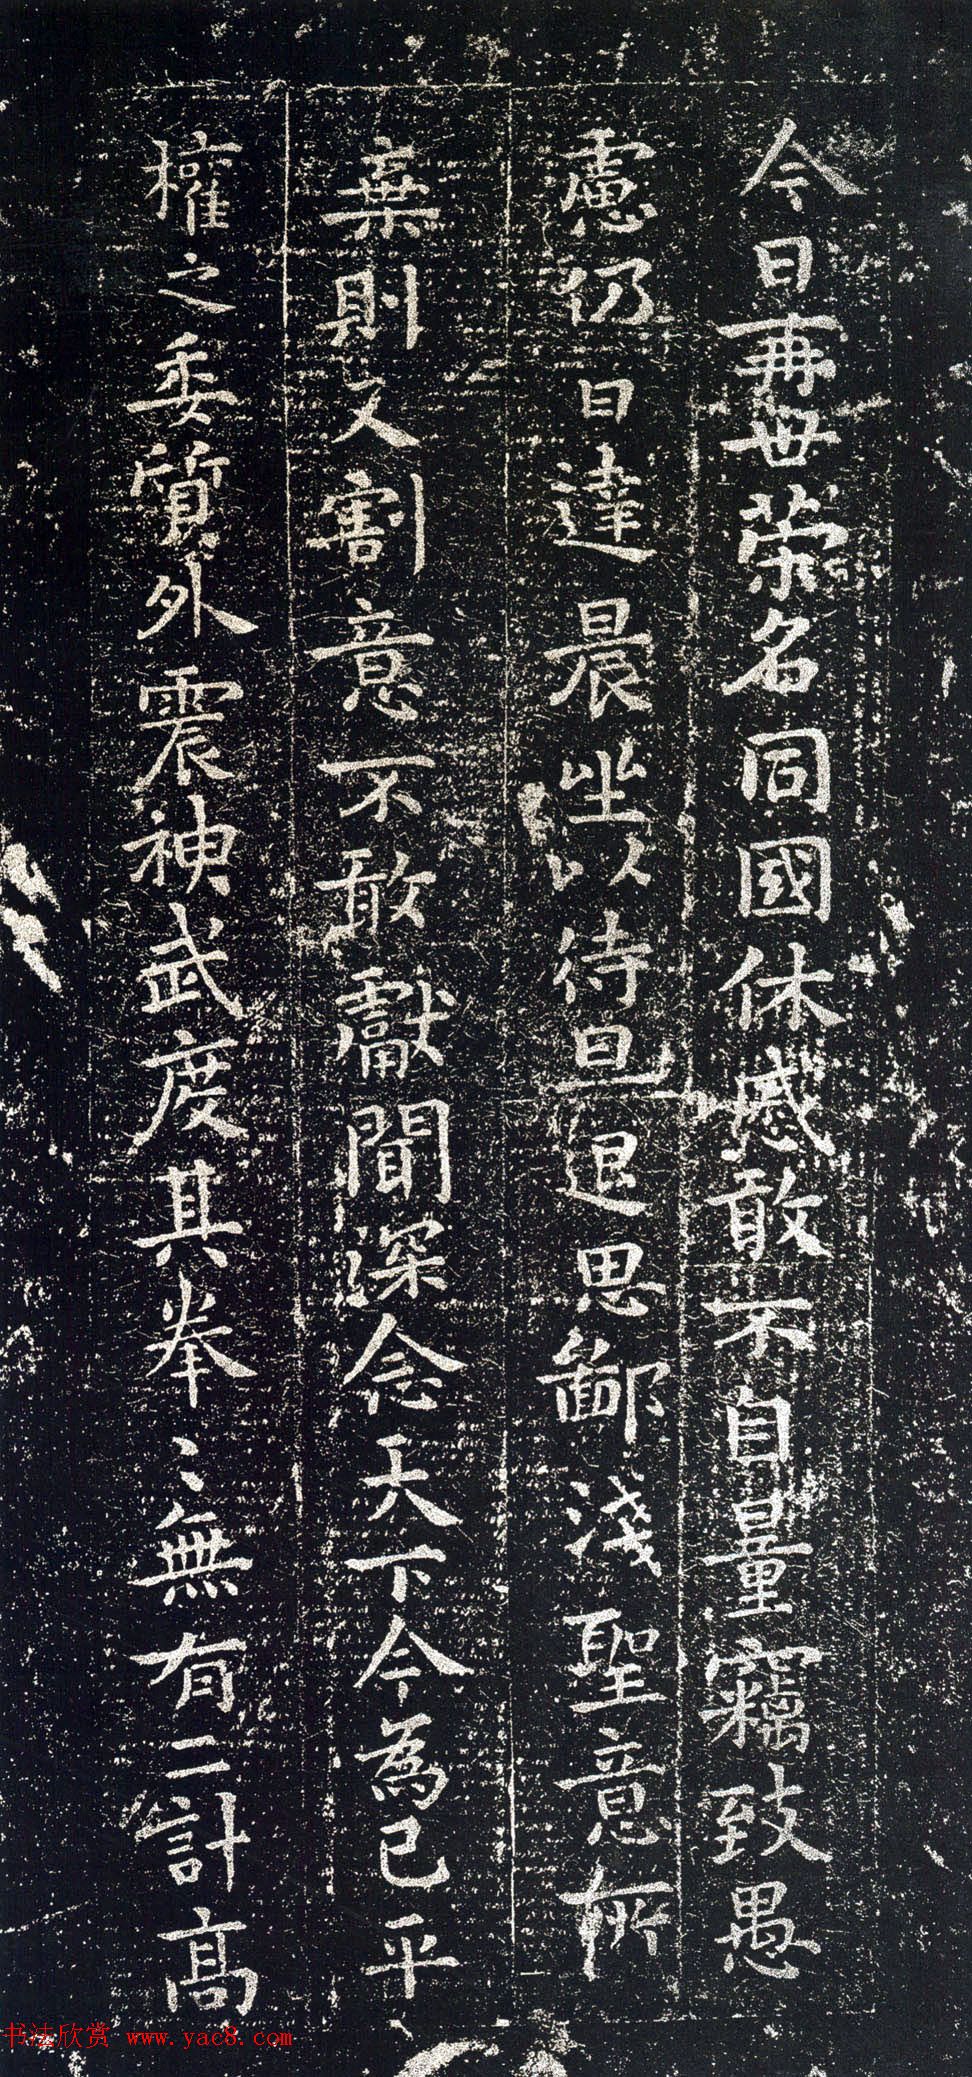 今日再世榮名同國休慼敢不自量竊致愚
慮仍日達晨坐以待旦退思鄙淺聖意所
棄則又割意不敢獻聞深念天下今為已平
權之委質外震神武度其拳〻無有二計高
书法欣赏 www.yac8.com